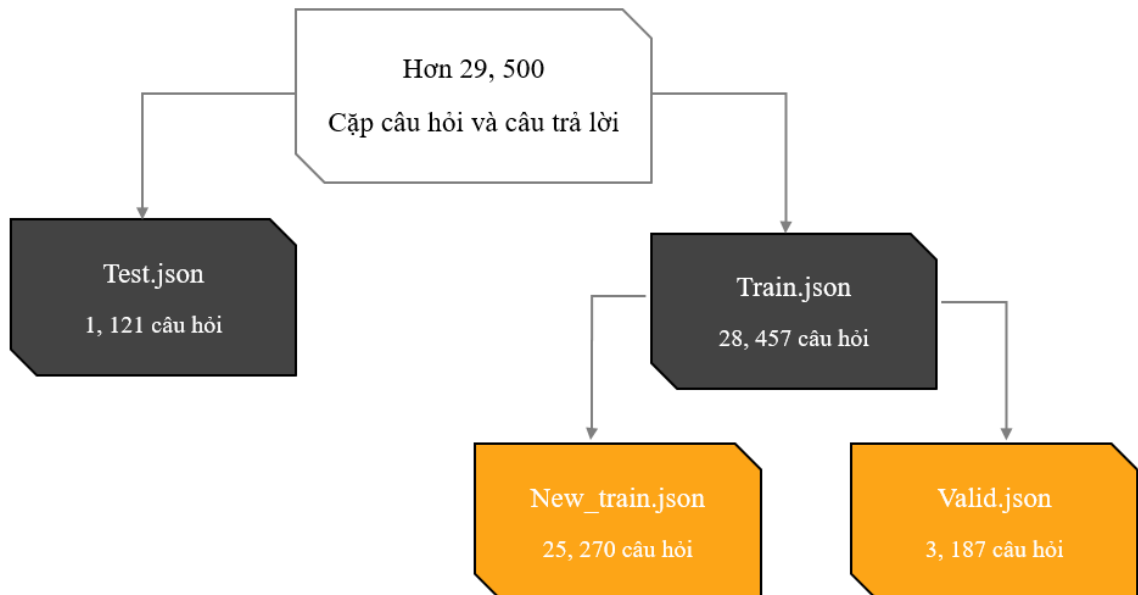 Hơn 29, 500
Cặp câu hỏi và câu trả lời
Test.json
1, 121 câu hỏi
Train.json
28, 457 câu hỏi
New_train.json
25, 270 câu hỏi
Valid.json
3, 187 câu hỏi